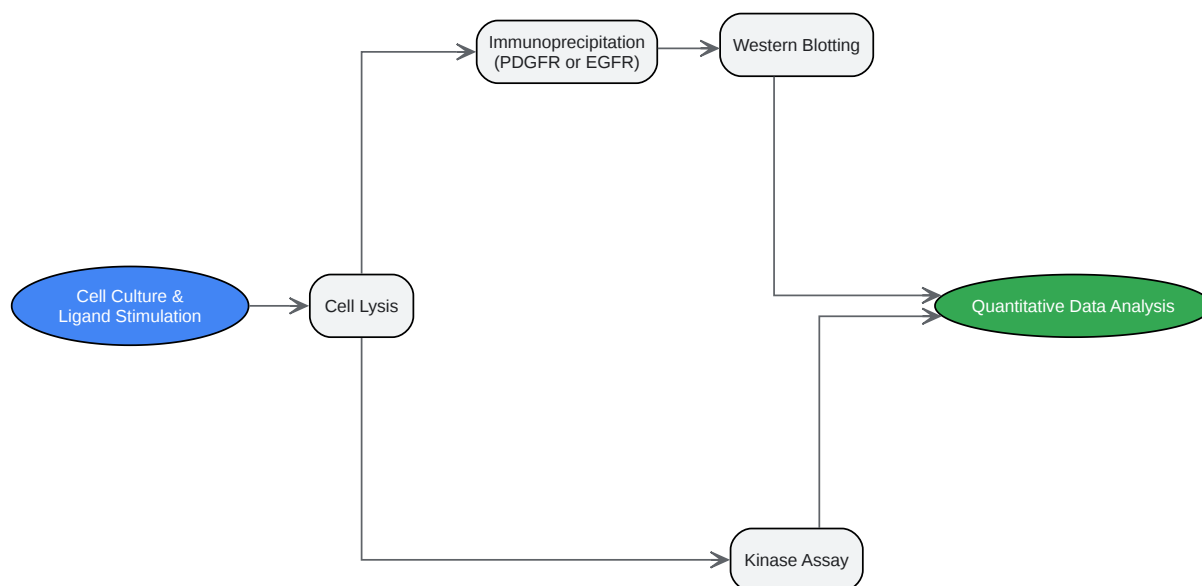 Immunoprecipitation
(PDGFR or EGFR)
Western Blotting
Cell Culture &
Ligand Stimulation
Cell Lysis
Quantitative Data Analysis
Kinase Assay